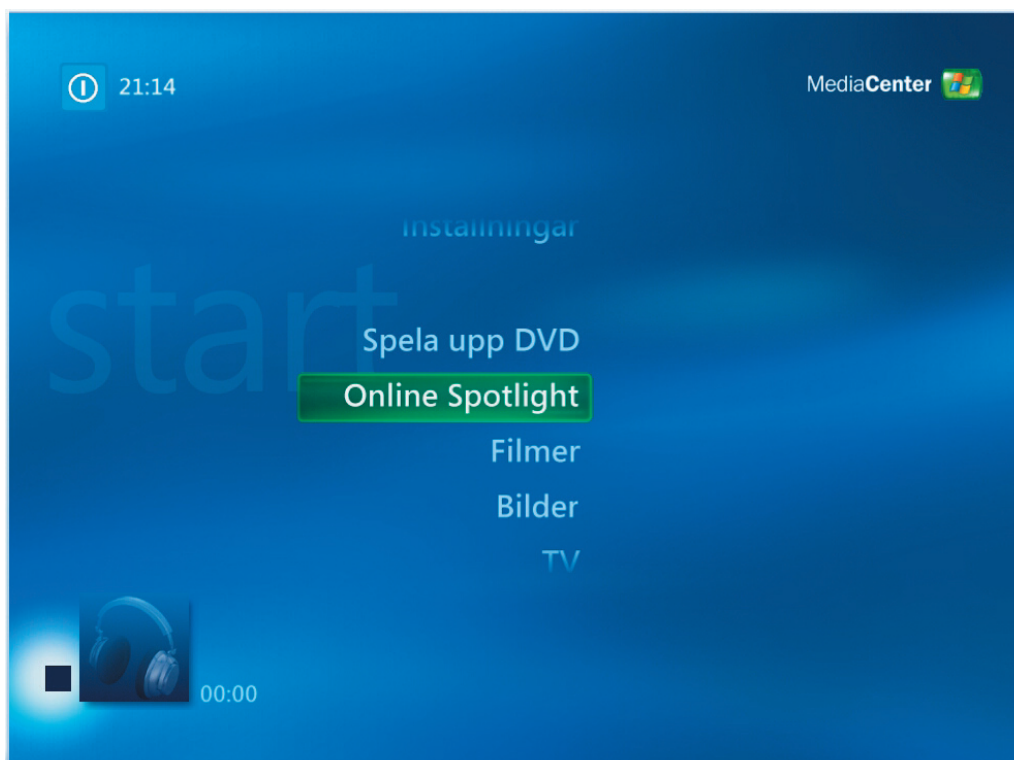 21:14
MediaCenter
Inställningar
start
Spela upp DVD
Online Spotlight
Filmer
Bilder
TV
00:00